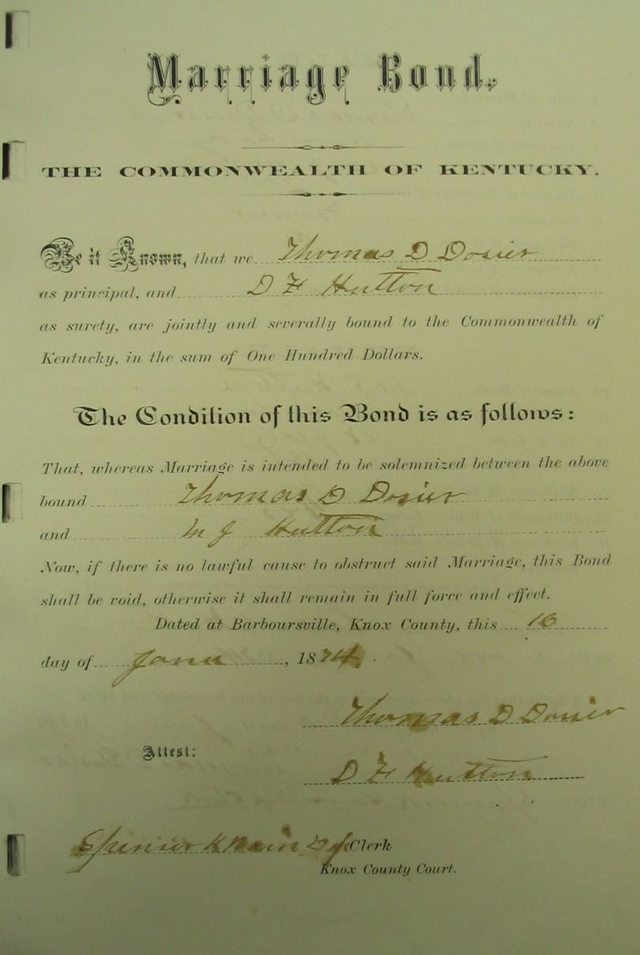 Marriage Bond.
THE COMMONWEALTH OF KENTUCKY.
Be it Known, that we Thomas D Dosier
as principal, and D F Hutton
as surety, are jointly and severally bound to the Commonwealth of
Kentucky, in the sum of One Hundred Dollars.
The Condition of this Bond is as follows:
That, whereas Marriage is intended to be solemnized between the above
bound Thomas D Dosier
and M J Hutton
Now, if there is no lawful cause to obstruct said Marriage, this Bond
shall be void, otherwise it shall remain in full force and effect.
Dated at Barboursville, Knox County, this 16
day of , 1874.
Thomas D Dosier
Attest:
D F Hutton
Clerk
Knox County Court.